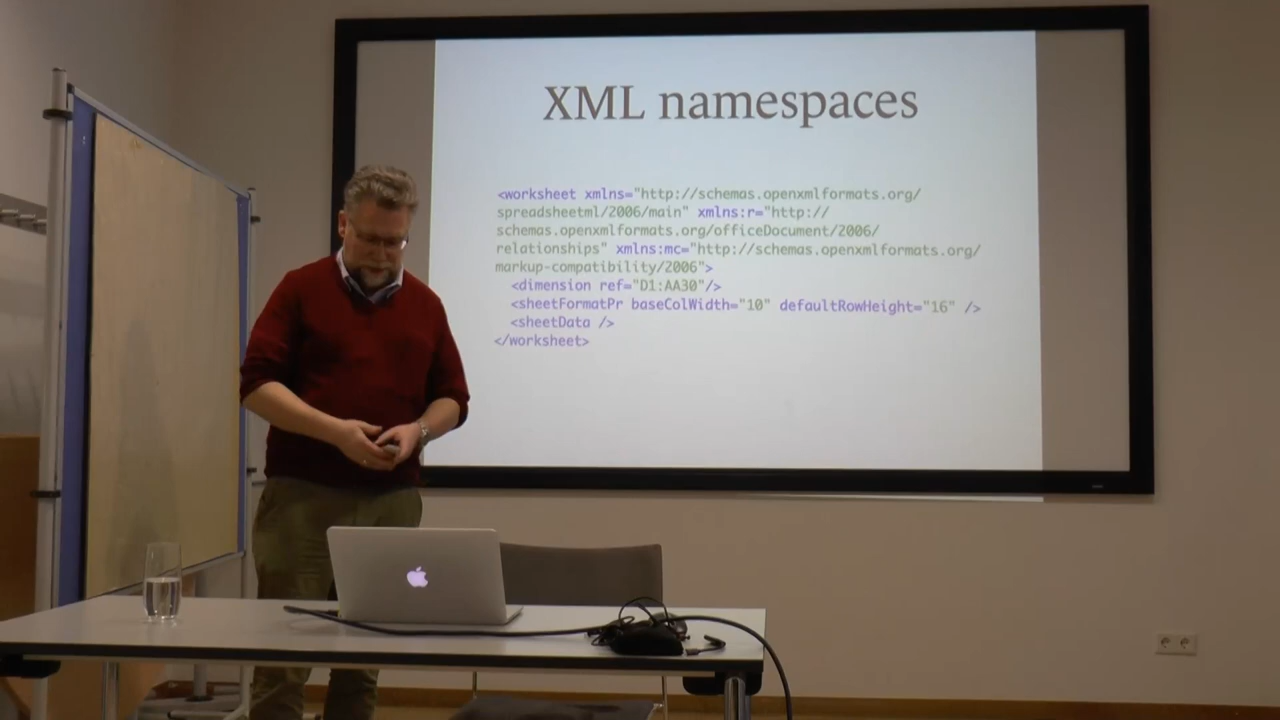 XML namespaces
<worksheet xmlns="http://schemas.openxmlformats.org/
spreadsheetml/2006/main" xmlns:r="http://
schemas.openxmlformats.org/officeDocument/2006/
relationships" xmlns:mc="http://schemas.openxmlformats.org/
markup-compatibility/2006">
<dimension ref="D1:AA30"/>
<sheetFormatPr baseColWidth="10" defaultRowHeight="16" />
<sheetData />
</worksheet>